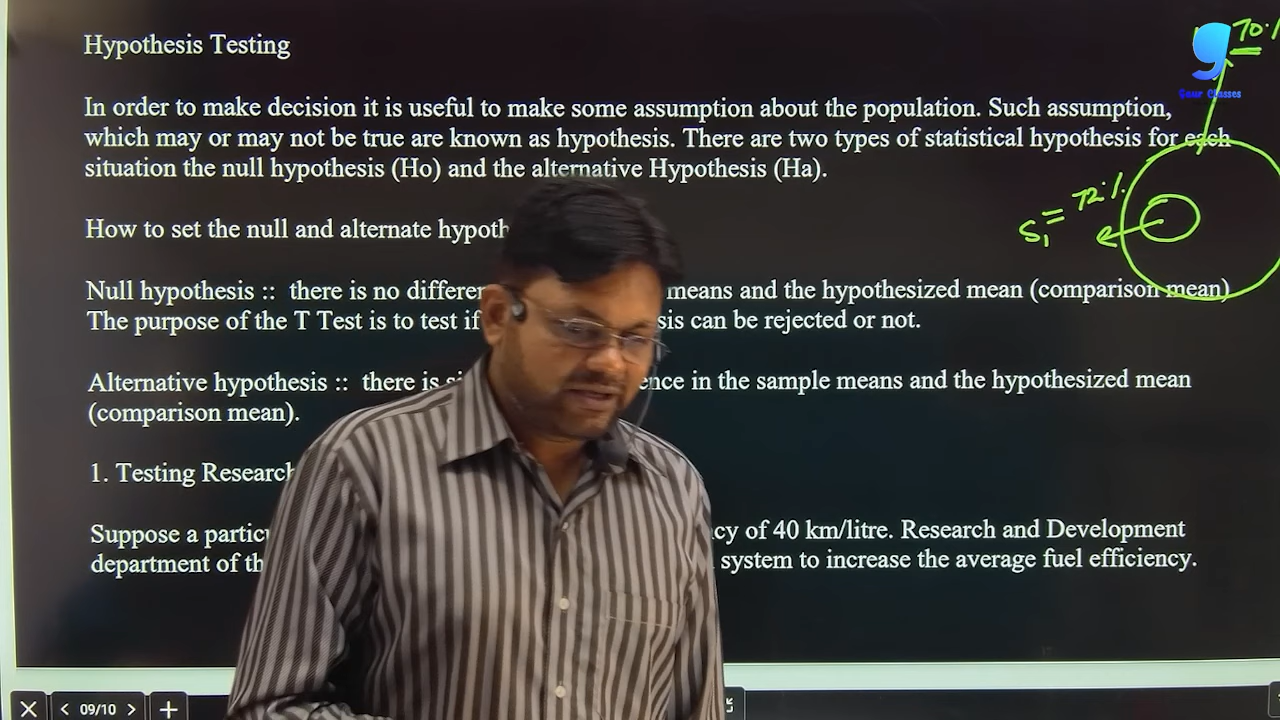 Hypothesis Testing
In order to make decision it is useful to make some assumption about the population. Such assumption,
which may or may not be true are known as hypothesis. There are two types of statistical hypothesis for each
situation the null hypothesis (Ho) and the alternative Hypothesis (Ha).
How to set the null and alternate hypoth
Null hypothesis :: there is no differen means and the hypothesized mean (comparison mean)
The purpose of the T Test is to test if sis can be rejected or not.
Alternative hypothesis :: there is si ence in the sample means and the hypothesized mean
(comparison mean).
1. Testing Research
Suppose a particu cy of 40 km/litre. Research and Development
department of th system to increase the average fuel efficiency.
70%
S1 = 72%
g
Gaur Classes
09/10